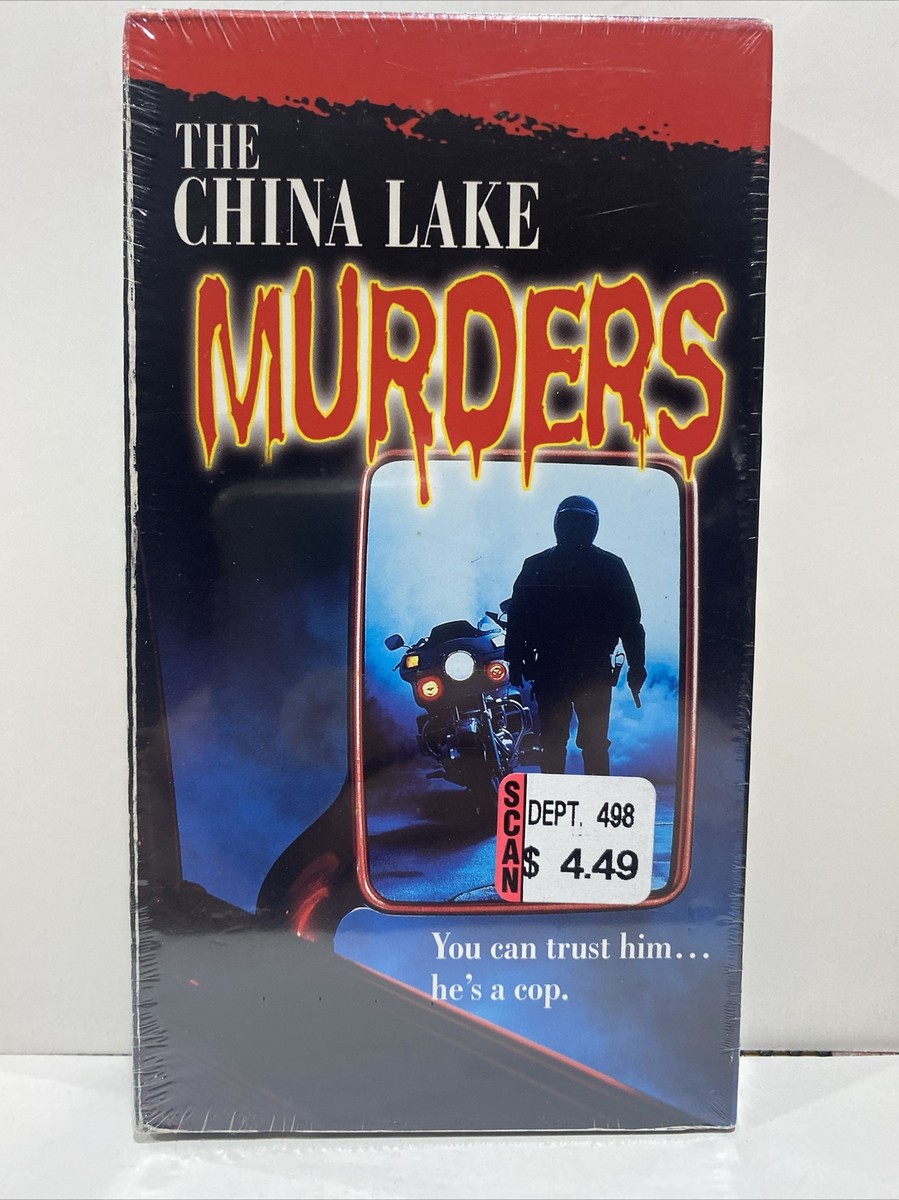 THE
CHINA LAKE
MURDERS
SCAN
DEPT. 498
$ 4.49
You can trust him...
he's a cop.